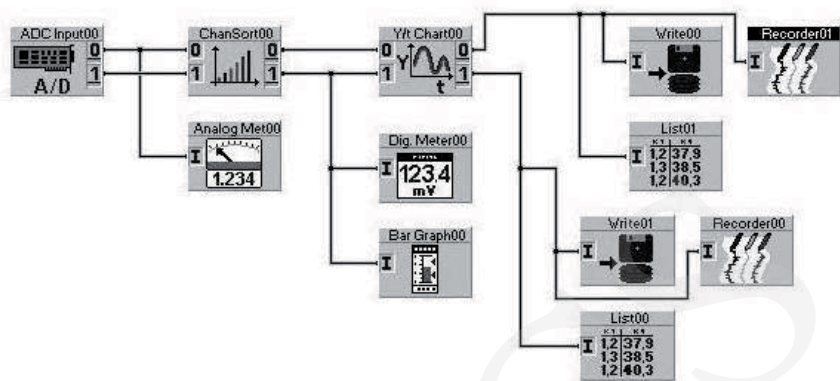 ADC Input00
0
1
A/D
ChanSort00
0 0
1 1
Y/t Chart00
0 0
1 Y t 1
Write00
I
Recorder01
I
Analog Met00
I
1.234
Dig. Meter00
I
123.4
mV
List01
K1 K4
I 1,2 37,9
1,3 38,5
1,2 40,3
Bar Graph00
I
Write01
I
Recorder00
I
List00
K1 K4
I 1,2 37,9
1,3 38,5
1,2 40,3